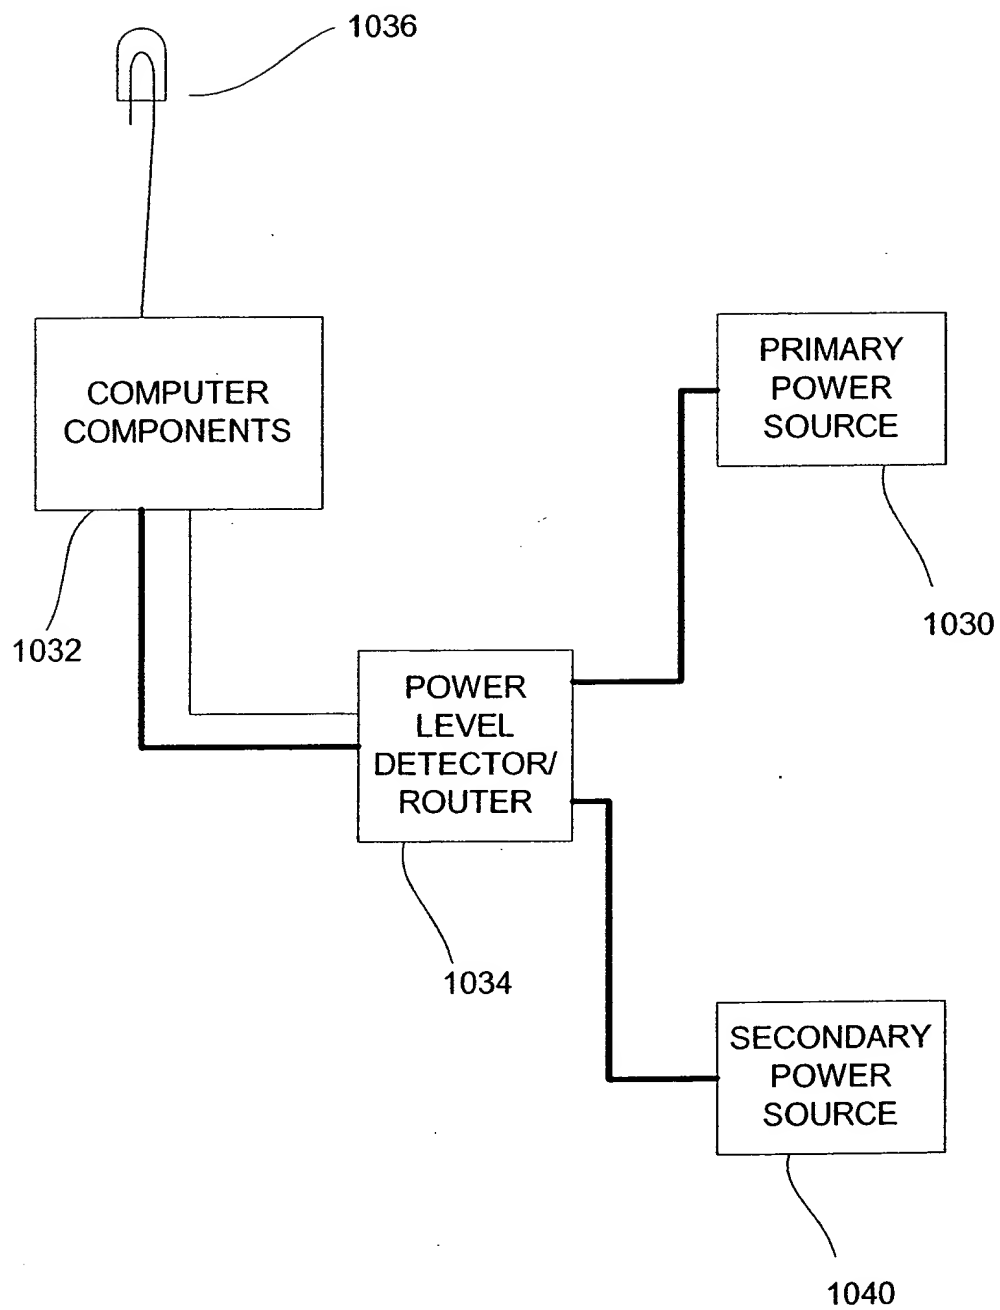 1036
COMPUTER
COMPONENTS
PRIMARY
POWER
SOURCE
1030
1032
POWER
LEVEL
DETECTOR/
ROUTER
1034
SECONDARY
POWER
SOURCE
1040